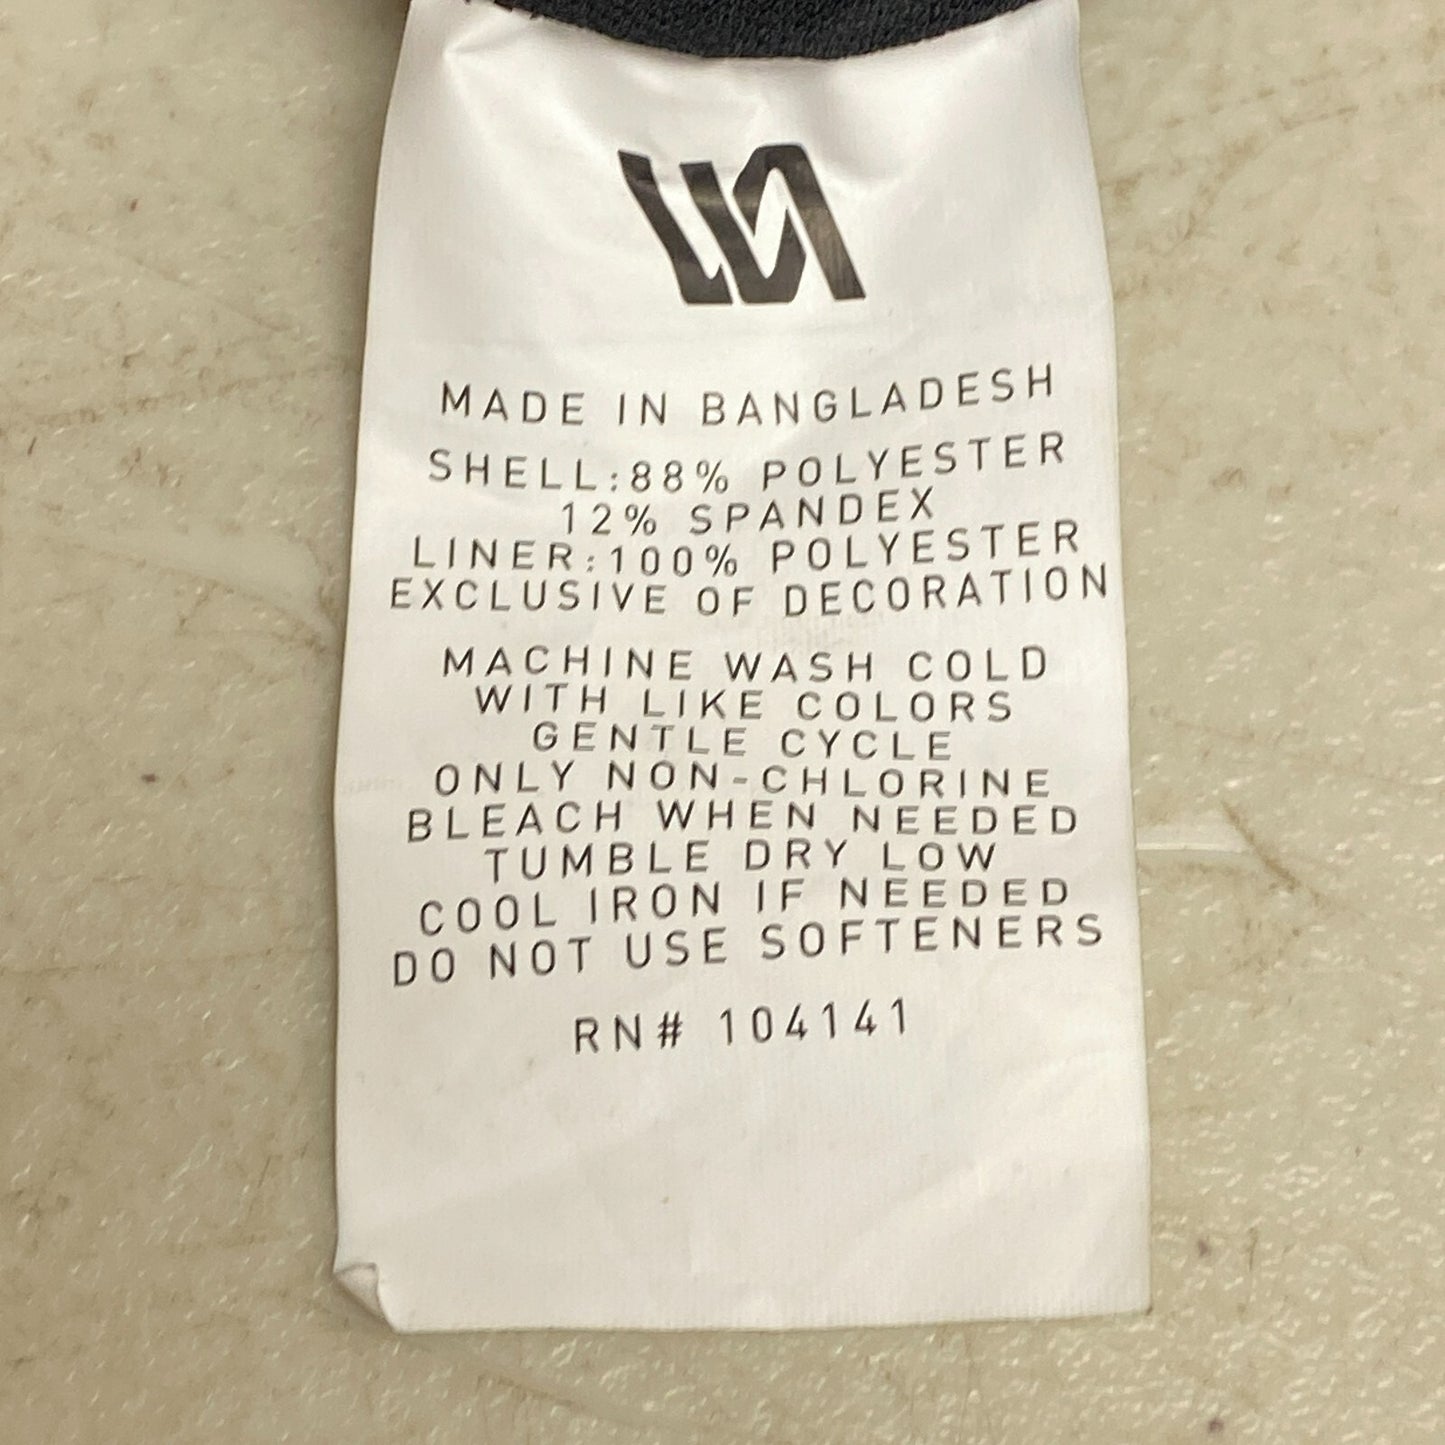 MADE IN BANGLADESH
SHELL:88% POLYESTER
12% SPANDEX
LINER:100% POLYESTER
EXCLUSIVE OF DECORATION
MACHINE WASH COLD
WITH LIKE COLORS
GENTLE CYCLE
ONLY NON-CHLORINE
BLEACH WHEN NEEDED
TUMBLE DRY LOW
COOL IRON IF NEEDED
DO NOT USE SOFTENERS
RN# 104141